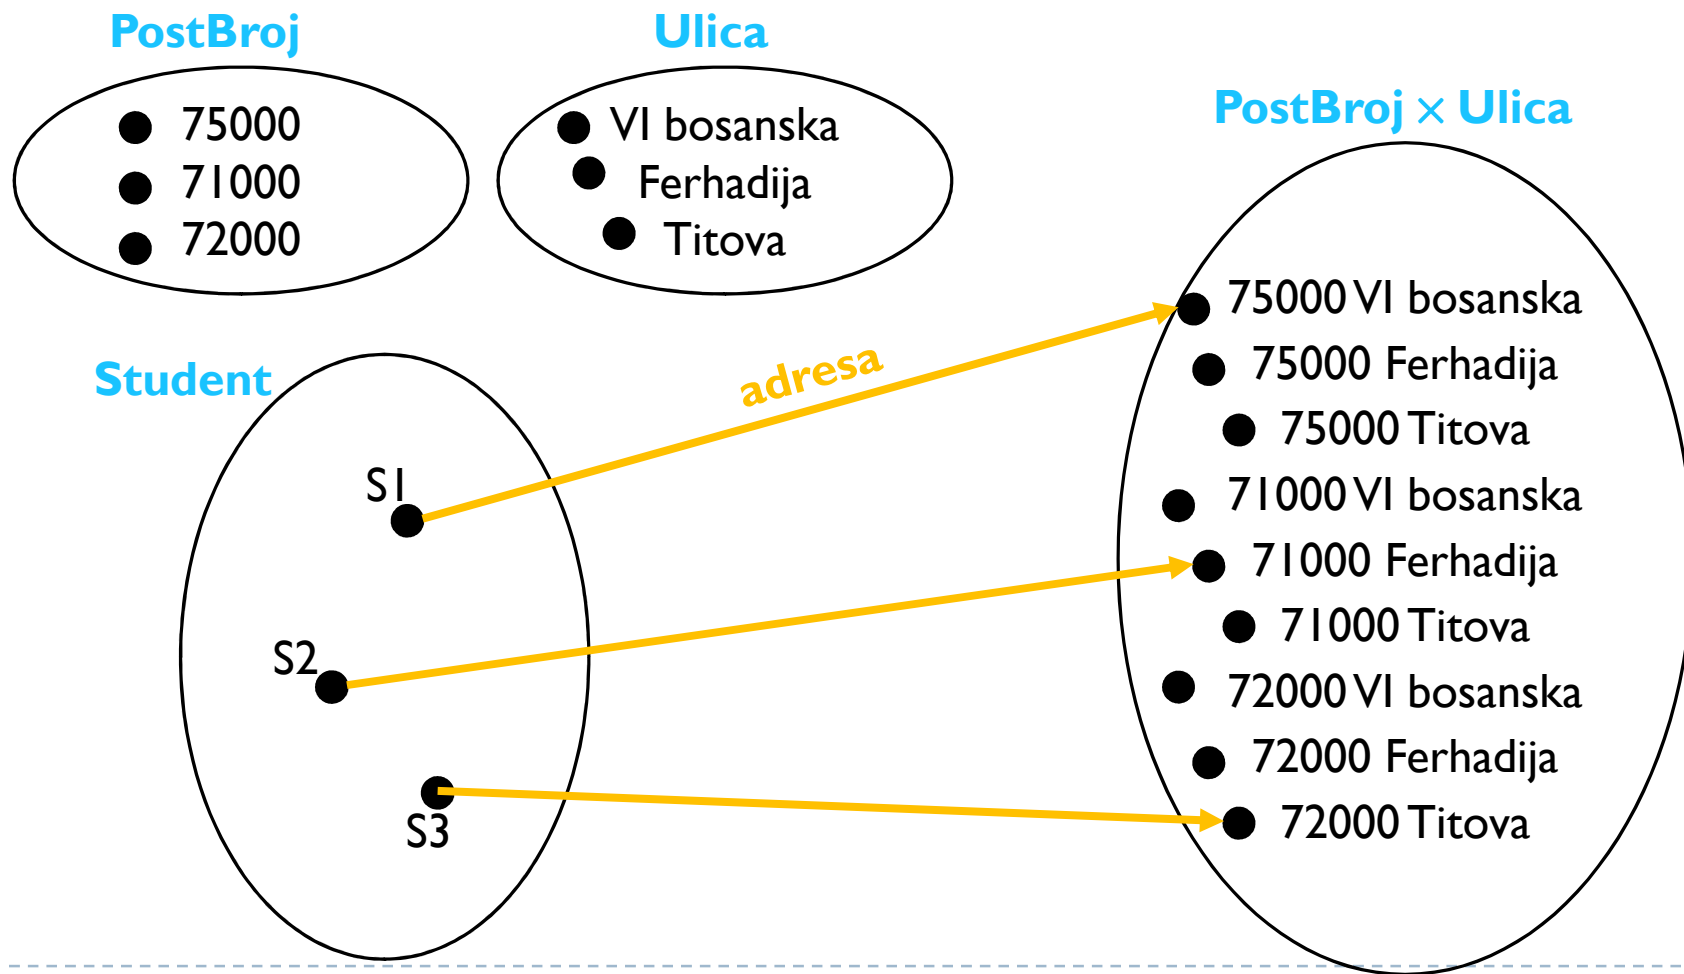 PostBroj
75000
71000
72000
Ulica
VI bosanska
Ferhadija
Titova
Student
S1
S2
S3
adresa
PostBroj × Ulica
75000 VI bosanska
75000 Ferhadija
75000 Titova
71000 VI bosanska
71000 Ferhadija
71000 Titova
72000 VI bosanska
72000 Ferhadija
72000 Titova